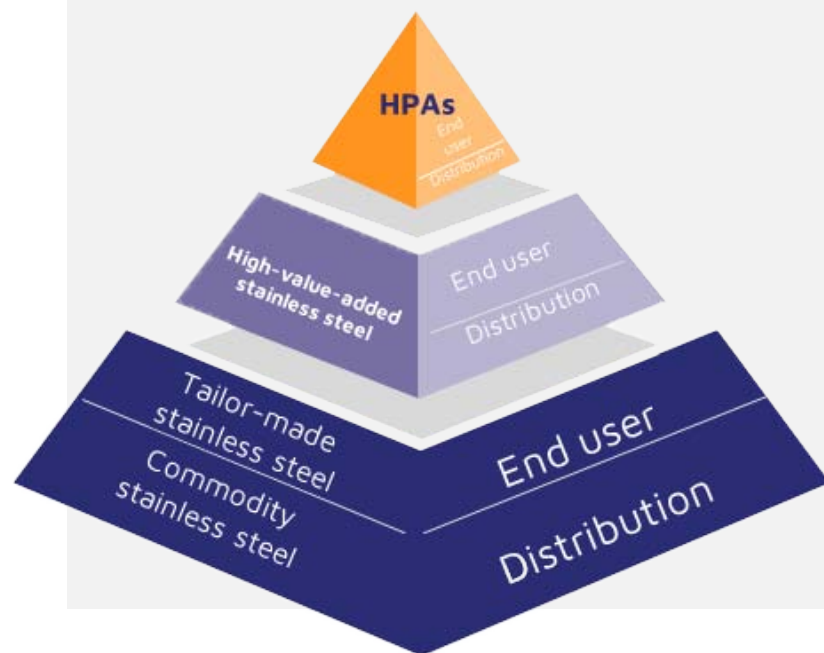 HPAs
End
user
Distribution
High-value-added
stainless steel
End user
Distribution
Tailor-made
stainless steel
Commodity
stainless steel
End user
Distribution